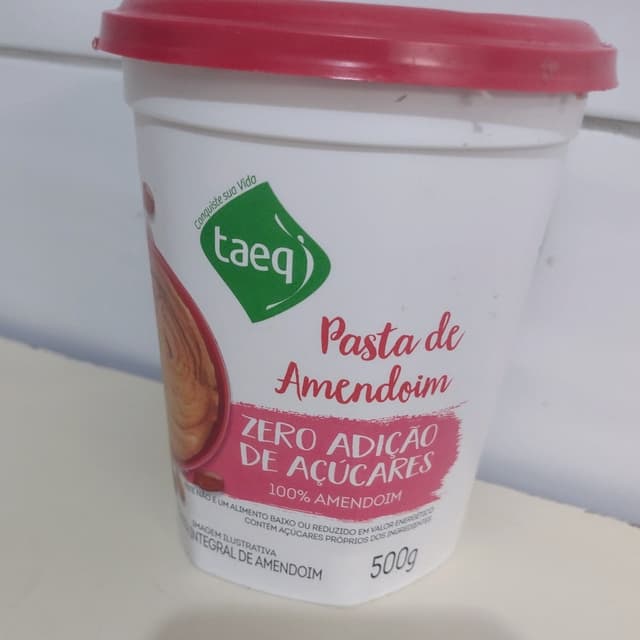 Conquiste sua Vida
taeq
Pasta de
Amendoim
ZERO ADIÇÃO
DE AÇÚCARES
100% AMENDOIM
NÃO É UM ALIMENTO BAIXO OU REDUZIDO EM VALOR ENERGÉTICO
CONTÉM AÇÚCARES PRÓPRIOS DOS INGREDIENTES
IMAGEM ILUSTRATIVA
INTEGRAL DE AMENDOIM
500g